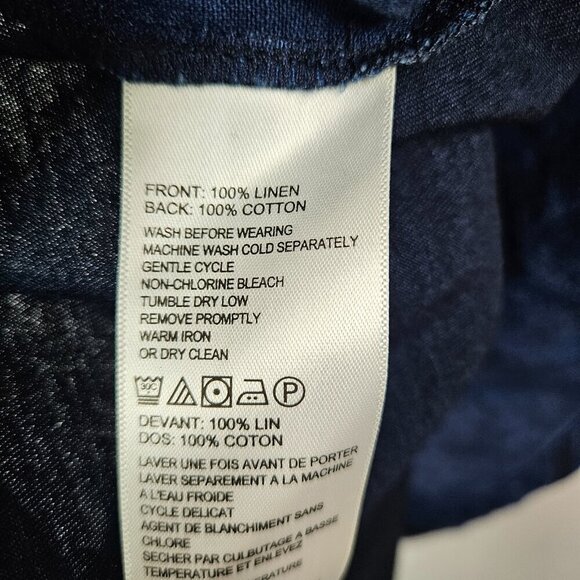 FRONT: 100% LINEN
BACK: 100% COTTON
WASH BEFORE WEARING
MACHINE WASH COLD SEPARATELY
GENTLE CYCLE
NON-CHLORINE BLEACH
TUMBLE DRY LOW
REMOVE PROMPTLY
WARM IRON
OR DRY CLEAN
30C P
DEVANT: 100% LIN
DOS: 100% COTON
LAVER UNE FOIS AVANT DE PORTER
LAVER SEPAREMENT A LA MACHINE
A L'EAU FROIDE
CYCLE DELICAT
AGENT DE BLANCHIMENT SANS
CHLORE
SECHER PAR CULBUTAGE A BASSE
TEMPERATURE ET ENLEVEZ
TEMPERATURE